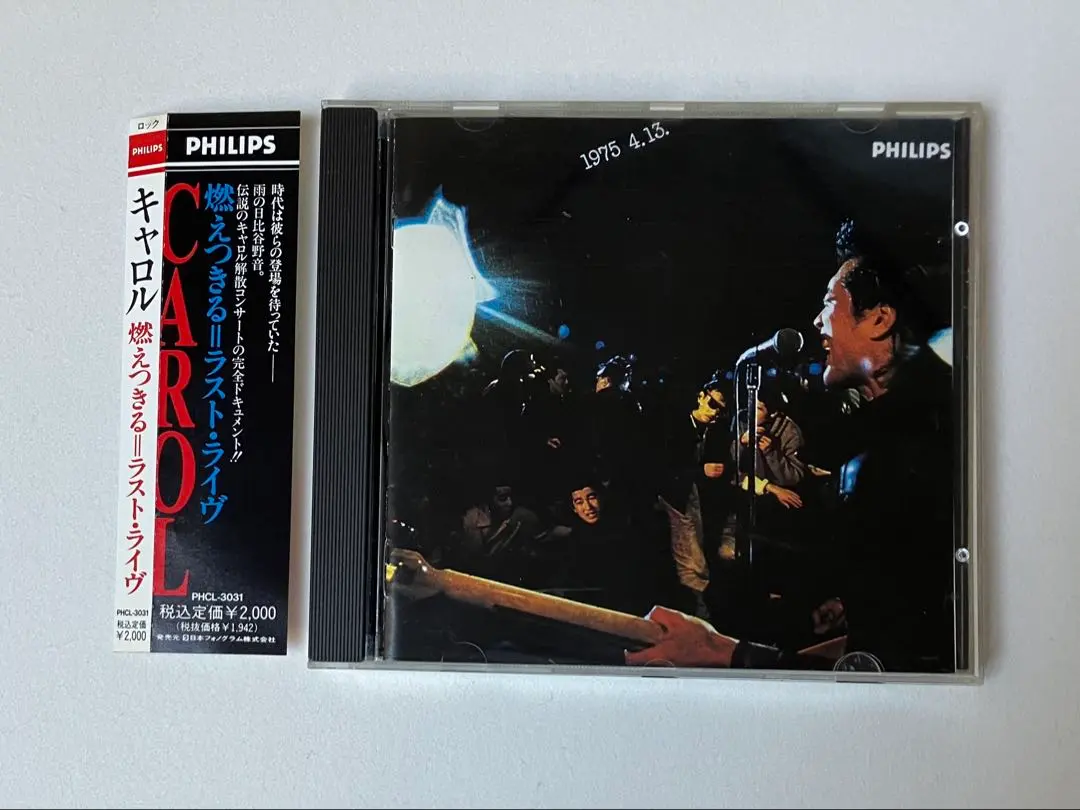 ロック
PHILIPS
キャロル 燃えつきる=ラスト・ライヴ
PHCL-3031
税込定価
¥2,000
PHILIPS
時代は彼らの登場を待っていた――
雨の日比谷野音。
伝説のキャロル解散コンサートの完全ドキュメント!!
燃えつきる=ラスト・ライヴ
CAROL
PHCL-3031
税込定価¥2,000
(税抜価格¥1,942)
発売元 日本フォノグラム株式会社
1975 4.13.
PHILIPS